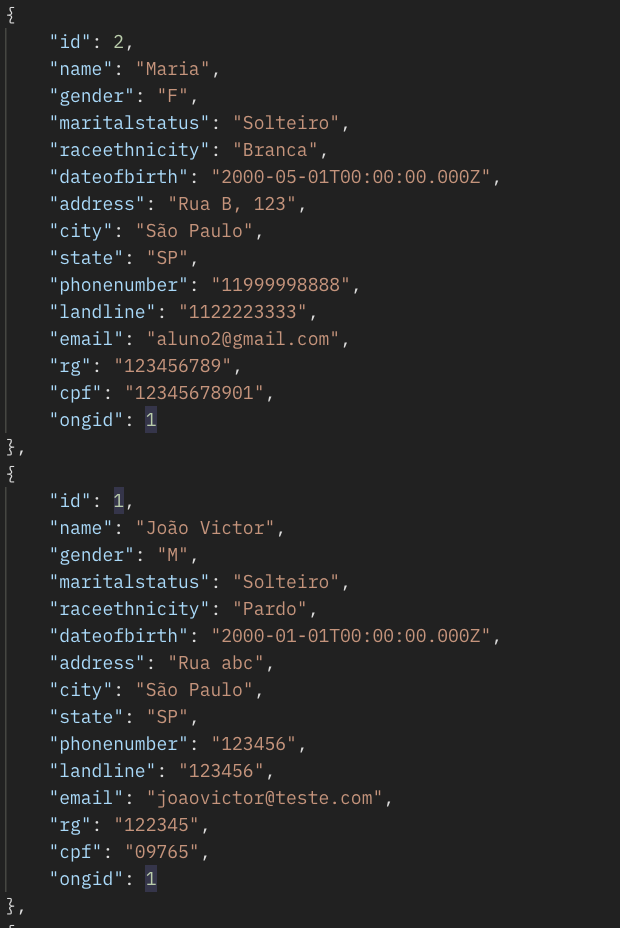 {
"id": 2,
"name": "Maria",
"gender": "F",
"maritalstatus": "Solteiro",
"raceethnicity": "Branca",
"dateofbirth": "2000-05-01T00:00:00.000Z",
"address": "Rua B, 123",
"city": "São Paulo",
"state": "SP",
"phonenumber": "11999998888",
"landline": "1122223333",
"email": "aluno2@gmail.com",
"rg": "123456789",
"cpf": "12345678901",
"ongid": 1
},
{
"id": 1,
"name": "João Victor",
"gender": "M",
"maritalstatus": "Solteiro",
"raceethnicity": "Pardo",
"dateofbirth": "2000-01-01T00:00:00.000Z",
"address": "Rua abc",
"city": "São Paulo",
"state": "SP",
"phonenumber": "123456",
"landline": "123456",
"email": "joaovictor@teste.com",
"rg": "122345",
"cpf": "09765",
"ongid": 1
},